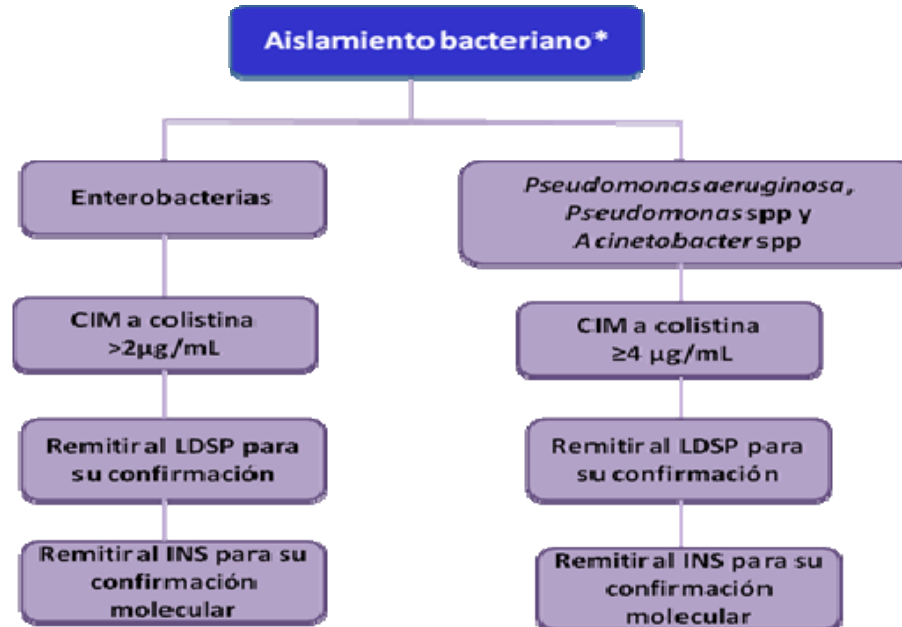 Aislamiento bacteriano*
Enterobacterias
CIM a colistina
>2µg/mL
Remitir al LDSP para
su confirmación
Remitir al INS para su
confirmación
molecular
Pseudomonas aeruginosa,
Pseudomonas spp y
Acinetobacter spp
CIM a colistina
≥4 µg/mL
Remitir al LDSP para
su confirmación
Remitir al INS para su
confirmación
molecular